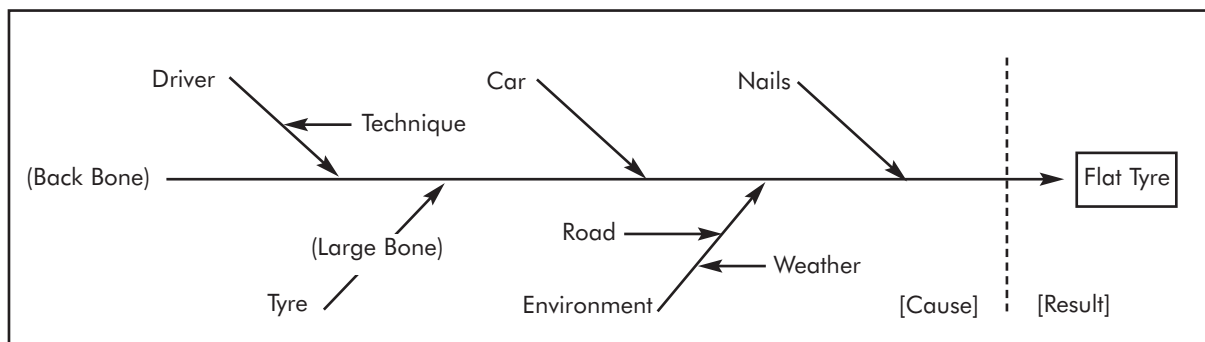 Driver
Technique
Car
Nails
(Back Bone)
Flat Tyre
(Large Bone)
Tyre
Road
Weather
Environment
[Cause]
[Result]